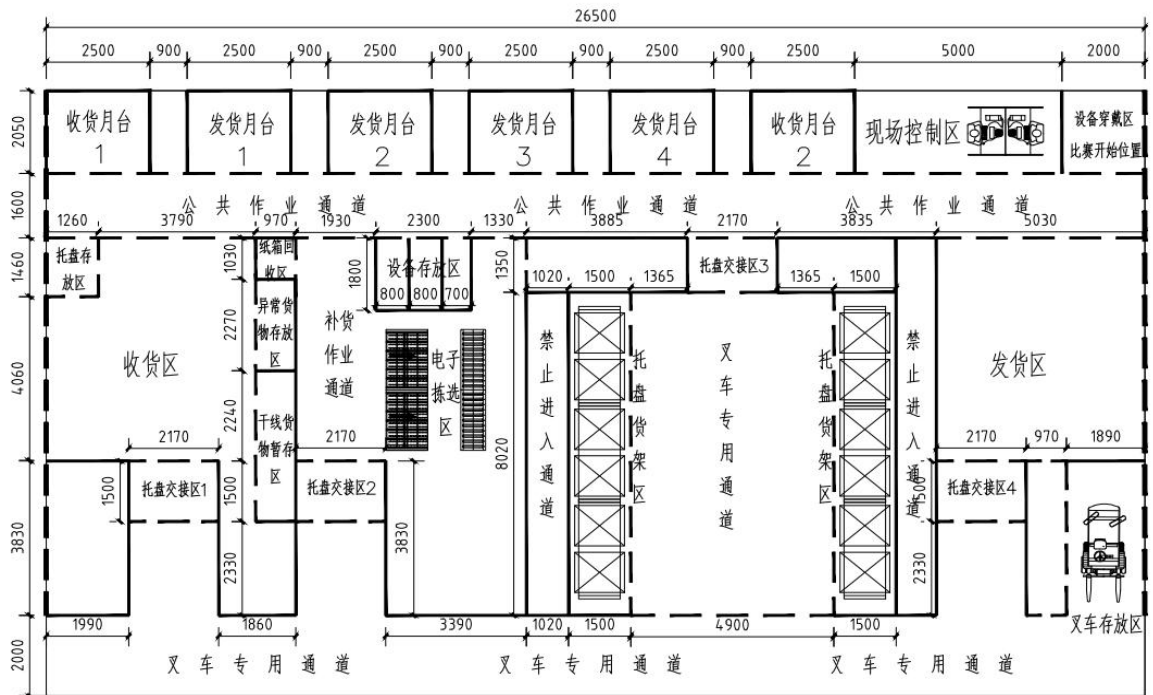 26500
2500 900 2500 900 2500 900 2500 900 2500 900 2500 5000 2000
2050
收货月台
1
发货月台
1
发货月台
2
发货月台
3
发货月台
4
收货月台
2
现场控制区
设备穿戴区
比赛开始位置
1600
公共作业通道
公共作业通道
公共作业通道
1260 3790 970 1930 2300 1330 3885 2170 3835 5030
1460
托盘存
放区
1030
纸箱回
收区
1800
设备存放区
800 800 700
1350
托盘交接区3
1020 1500 1365
1365 1500
4060
收货区
2270
异常货
物存放
区
补货
作业
通道
电子
拣选
区
8020
禁止进入通道
托盘货架区
叉车专用通道
托盘货架区
禁止进入通道
发货区
2240
干线货
物暂存
区
2170
2170
2170 970 1890
3830
1500
托盘交接区1
1500
托盘交接区2
3830
1500
托盘交接区4
2330
2330
叉车存放区
1990 1860 3390 1020 1500 4900 1500
2000
叉车专用通道
叉车专用通道
叉车专用通道